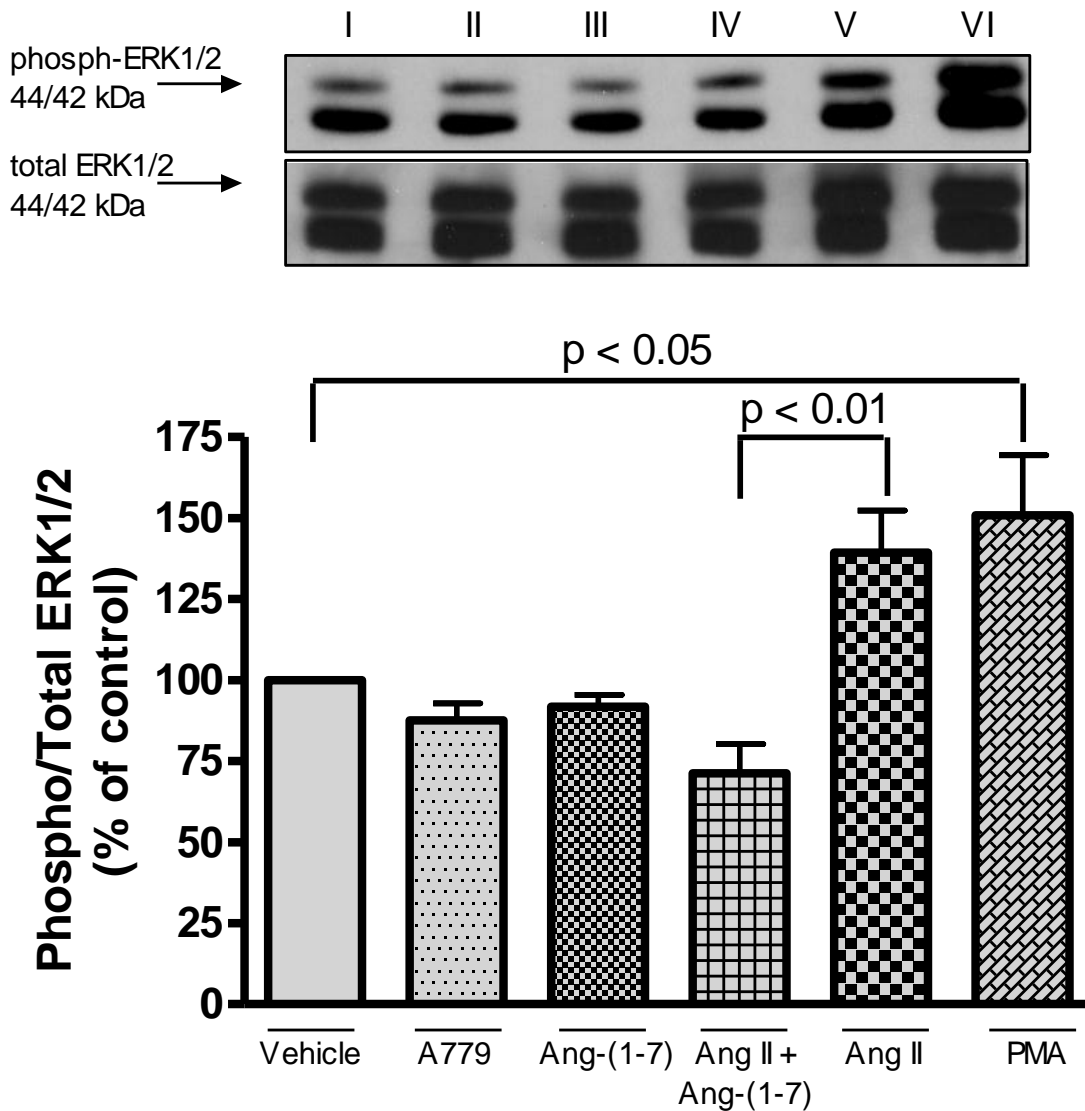 I II III IV V VI
phosph-ERK1/2
44/42 kDa
total ERK1/2
44/42 kDa
p < 0.05
p < 0.01
Phospho/Total ERK1/2
(% of control)
175
150
125
100
75
50
25
0
Vehicle A779 Ang-(1-7) Ang II + Ang II PMA
Ang-(1-7)